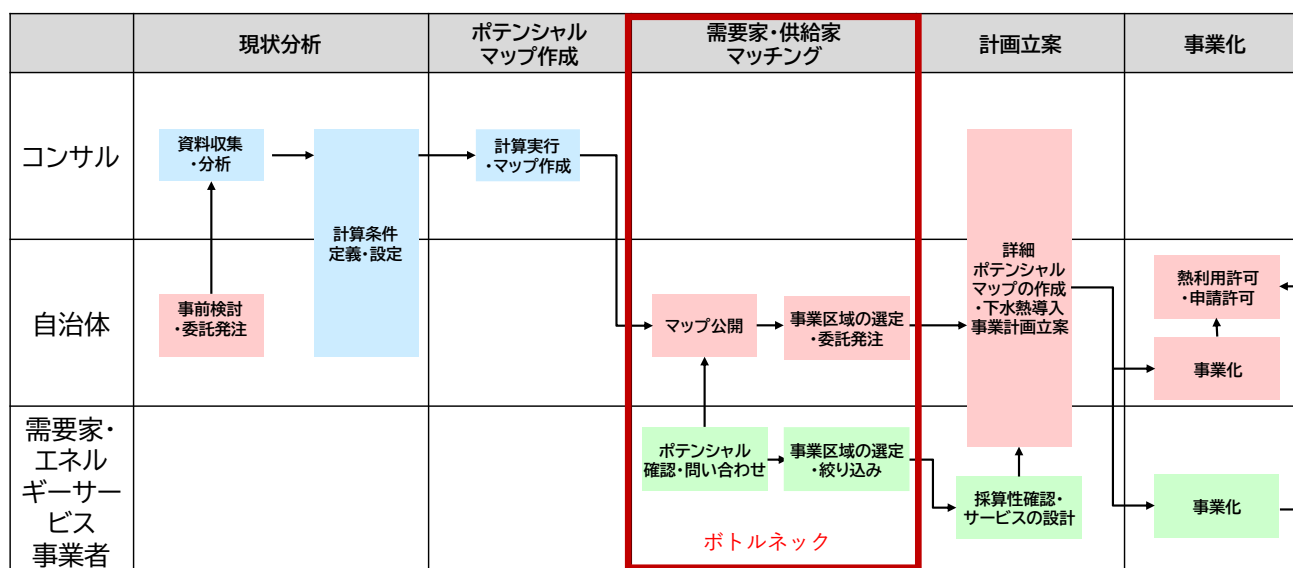 現状分析
ポテンシャル
マップ作成
需要家・供給家
マッチング
計画立案
事業化
コンサル
資料収集
・分析
計算条件
定義・設定
計算実行
・マップ作成
自治体
事前検討
・委託発注
マップ公開
事業区域の選定
・委託発注
詳細
ポテンシャル
マップの作成
・下水熱導入
事業計画立案
熱利用許可
・申請許可
事業化
需要家・
エネル
ギーサー
ビス
事業者
ポテンシャル
確認・問い合わせ
事業区域の選定
・絞り込み
採算性確認・
サービスの設計
事業化
ボトルネック